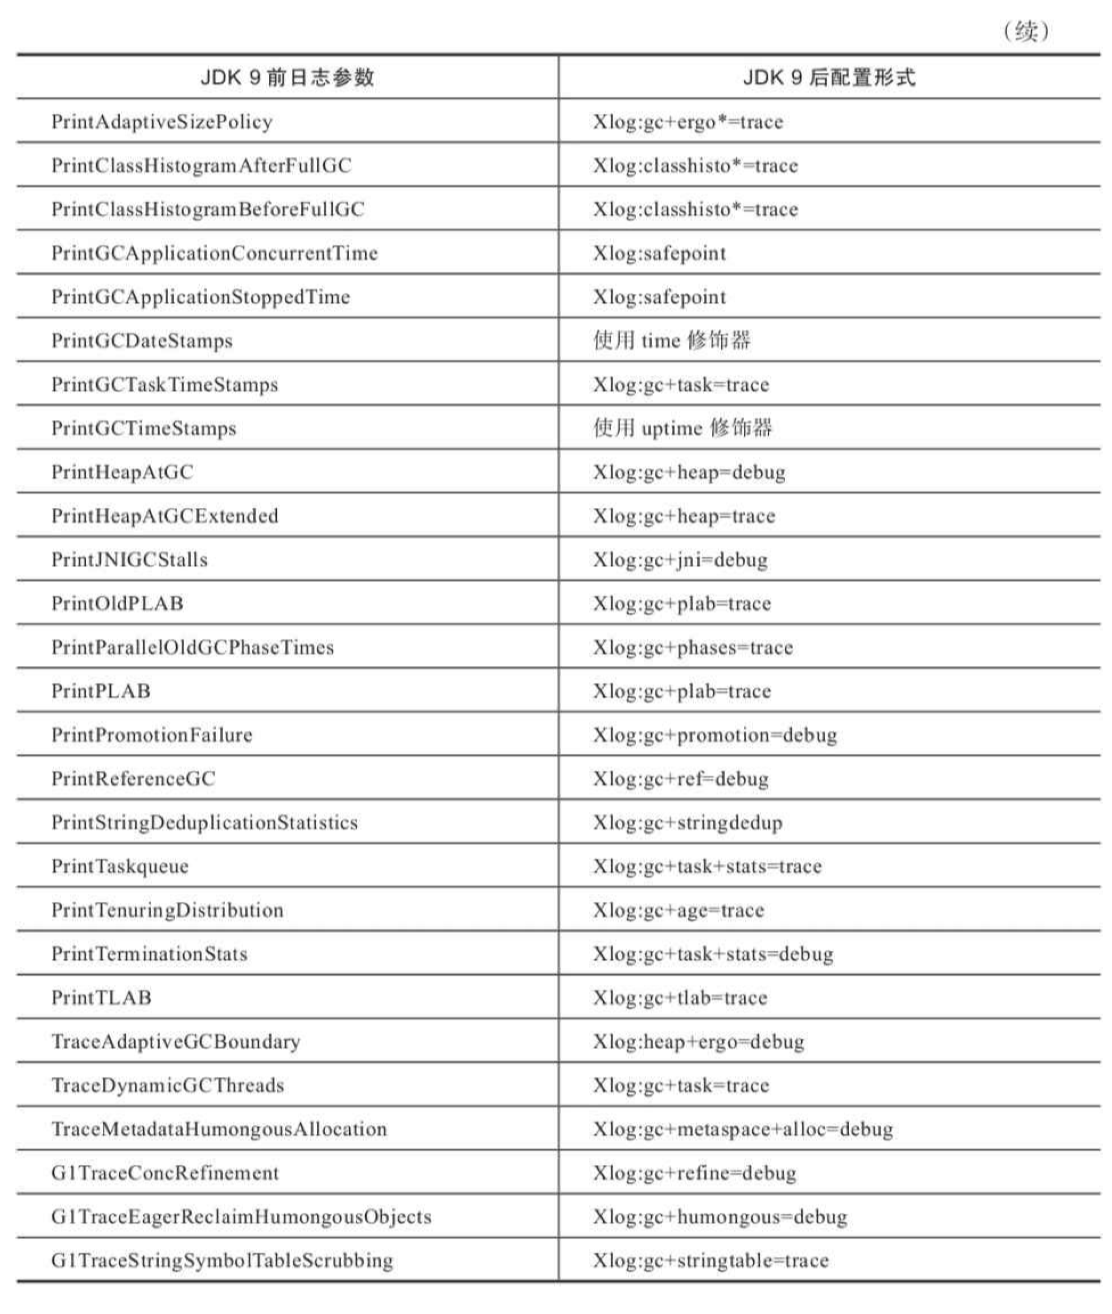 （续）
JDK 9 前日志参数 JDK 9 后配置形式
PrintAdaptiveSizePolicy Xlog:gc+ergo*=trace
PrintClassHistogramAfterFullGC Xlog:classhisto*=trace
PrintClassHistogramBeforeFullGC Xlog:classhisto*=trace
PrintGCApplicationConcurrentTime Xlog:safepoint
PrintGCApplicationStoppedTime Xlog:safepoint
PrintGCDateStamps 使用 time 修饰器
PrintGCTaskTimeStamps Xlog:gc+task=trace
PrintGCTimeStamps 使用 uptime 修饰器
PrintHeapAtGC Xlog:gc+heap=debug
PrintHeapAtGCExtended Xlog:gc+heap=trace
PrintJNIGCStalls Xlog:gc+jni=debug
PrintOldPLAB Xlog:gc+plab=trace
PrintParallelOldGCPhaseTimes Xlog:gc+phases=trace
PrintPLAB Xlog:gc+plab=trace
PrintPromotionFailure Xlog:gc+promotion=debug
PrintReferenceGC Xlog:gc+ref=debug
PrintStringDeduplicationStatistics Xlog:gc+stringdedup
PrintTaskqueue Xlog:gc+task+stats=trace
PrintTenuringDistribution Xlog:gc+age=trace
PrintTerminationStats Xlog:gc+task+stats=debug
PrintTLAB Xlog:gc+tlab=trace
TraceAdaptiveGCBoundary Xlog:heap+ergo=debug
TraceDynamicGCThreads Xlog:gc+task=trace
TraceMetadataHumongousAllocation Xlog:gc+metaspace+alloc=debug
G1TraceConcRefinement Xlog:gc+refine=debug
G1TraceEagerReclaimHumongousObjects Xlog:gc+humongous=debug
G1TraceStringSymbolTableScrubbing Xlog:gc+stringtable=trace